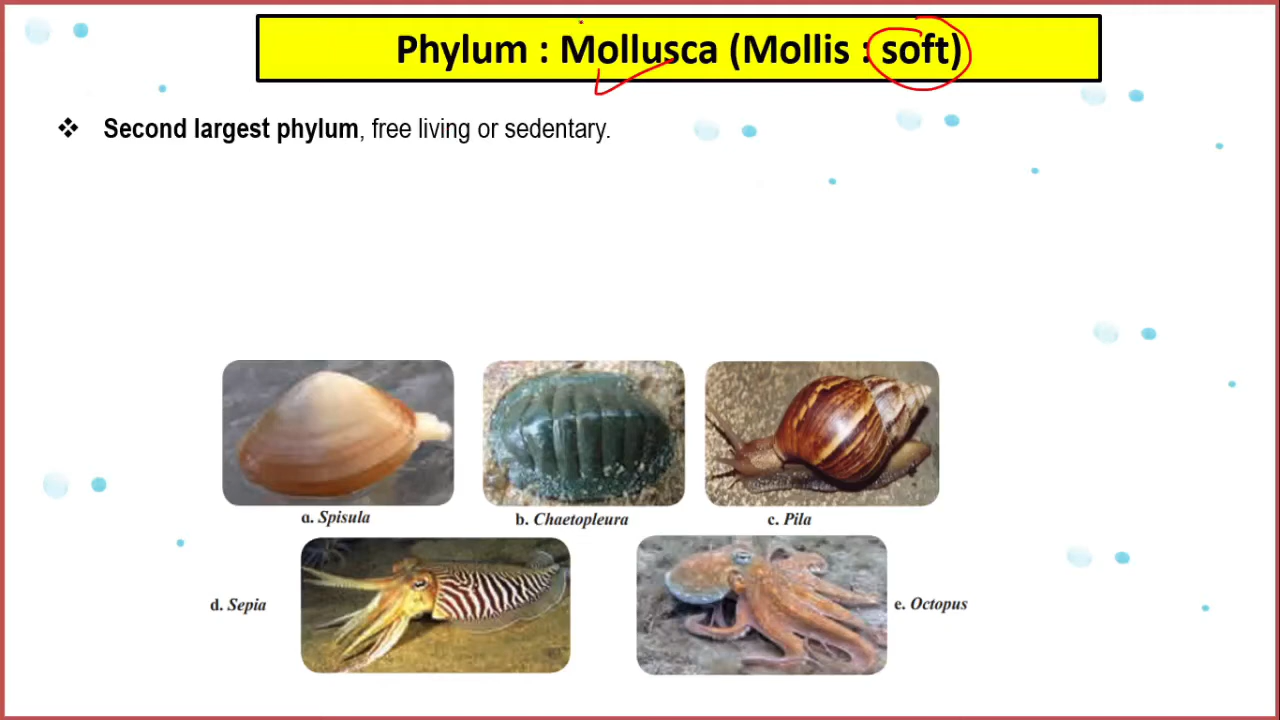 Phylum : Mollusca (Mollis : soft)
❖ Second largest phylum, free living or sedentary.
a. Spisula
b. Chaetopleura
c. Pila
d. Sepia
e. Octopus